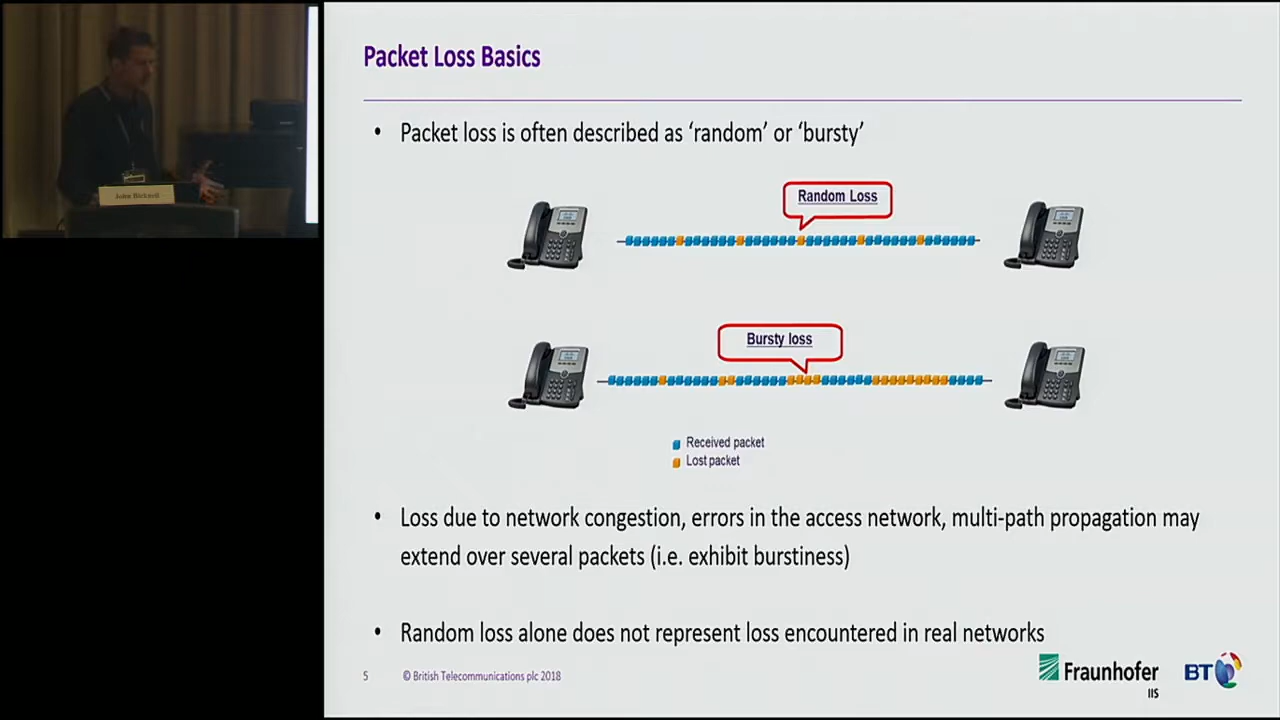 Packet Loss Basics
• Packet loss is often described as ‘random’ or ‘bursty’
Random Loss
Bursty loss
Received packet
Lost packet
• Loss due to network congestion, errors in the access network, multi-path propagation may
extend over several packets (i.e. exhibit burstiness)
• Random loss alone does not represent loss encountered in real networks
5 © British Telecommunications plc 2018
Fraunhofer
IIS
BT